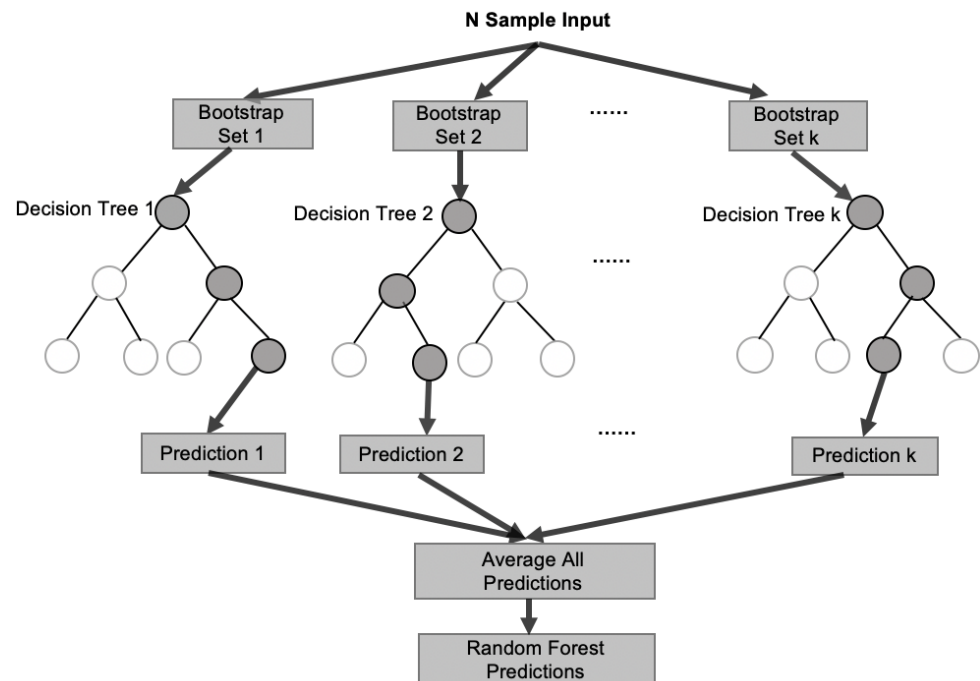 N Sample Input
Bootstrap
Set 1
Bootstrap
Set 2
......
Bootstrap
Set k
Decision Tree 1
Decision Tree 2
Decision Tree k
......
Prediction 1
Prediction 2
......
Prediction k
Average All
Predictions
Random Forest
Predictions